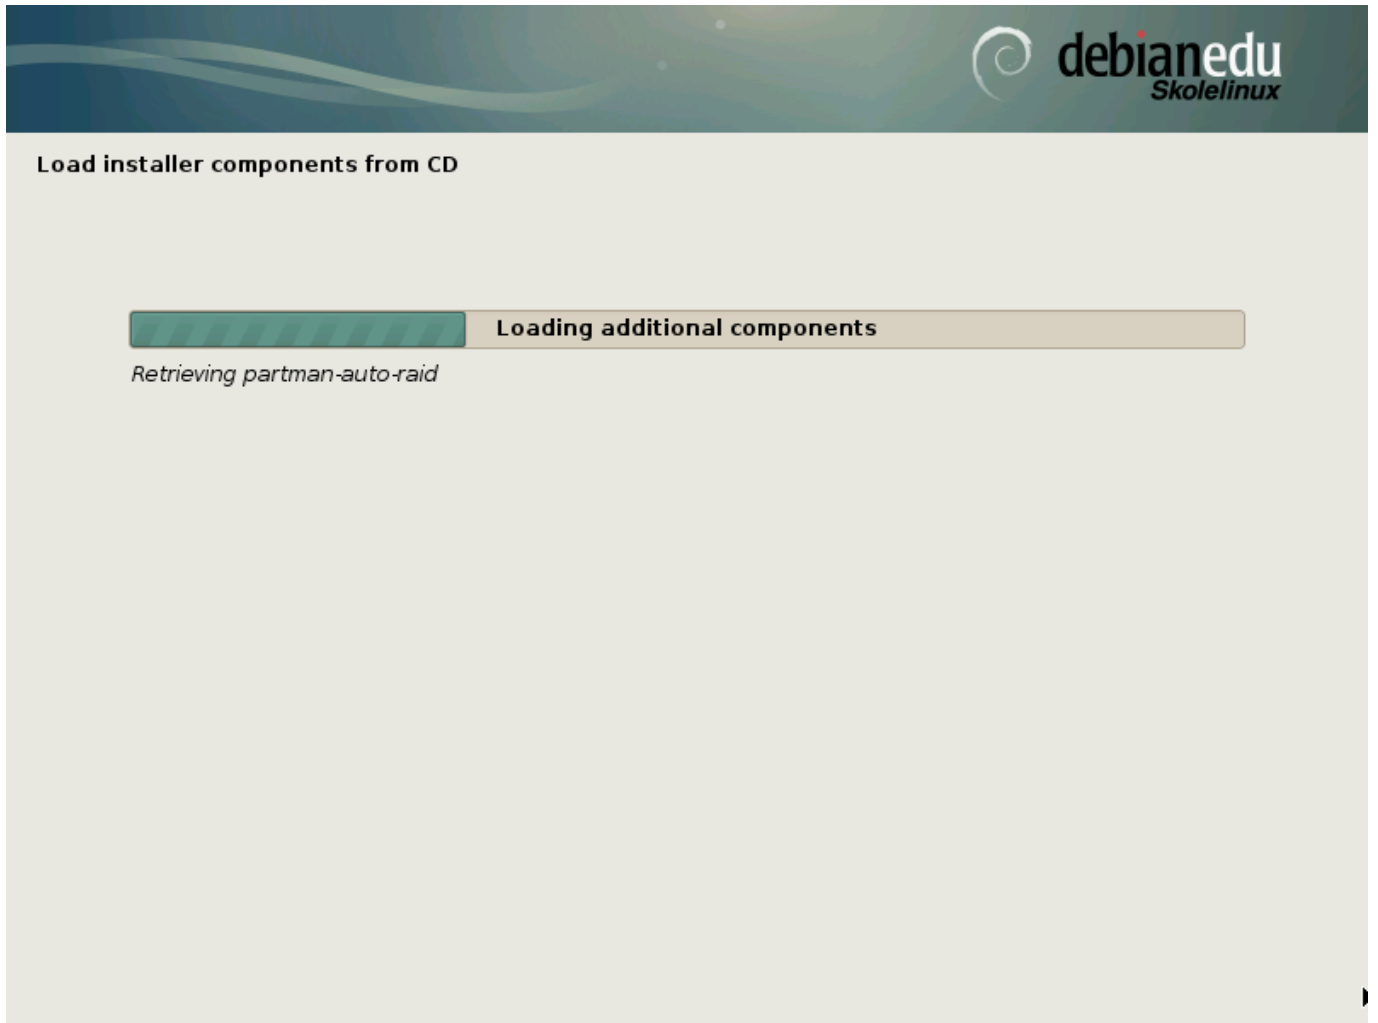 debianedu
Skolelinux
Load installer components from CD
Loading additional components
Retrieving partman-auto-raid